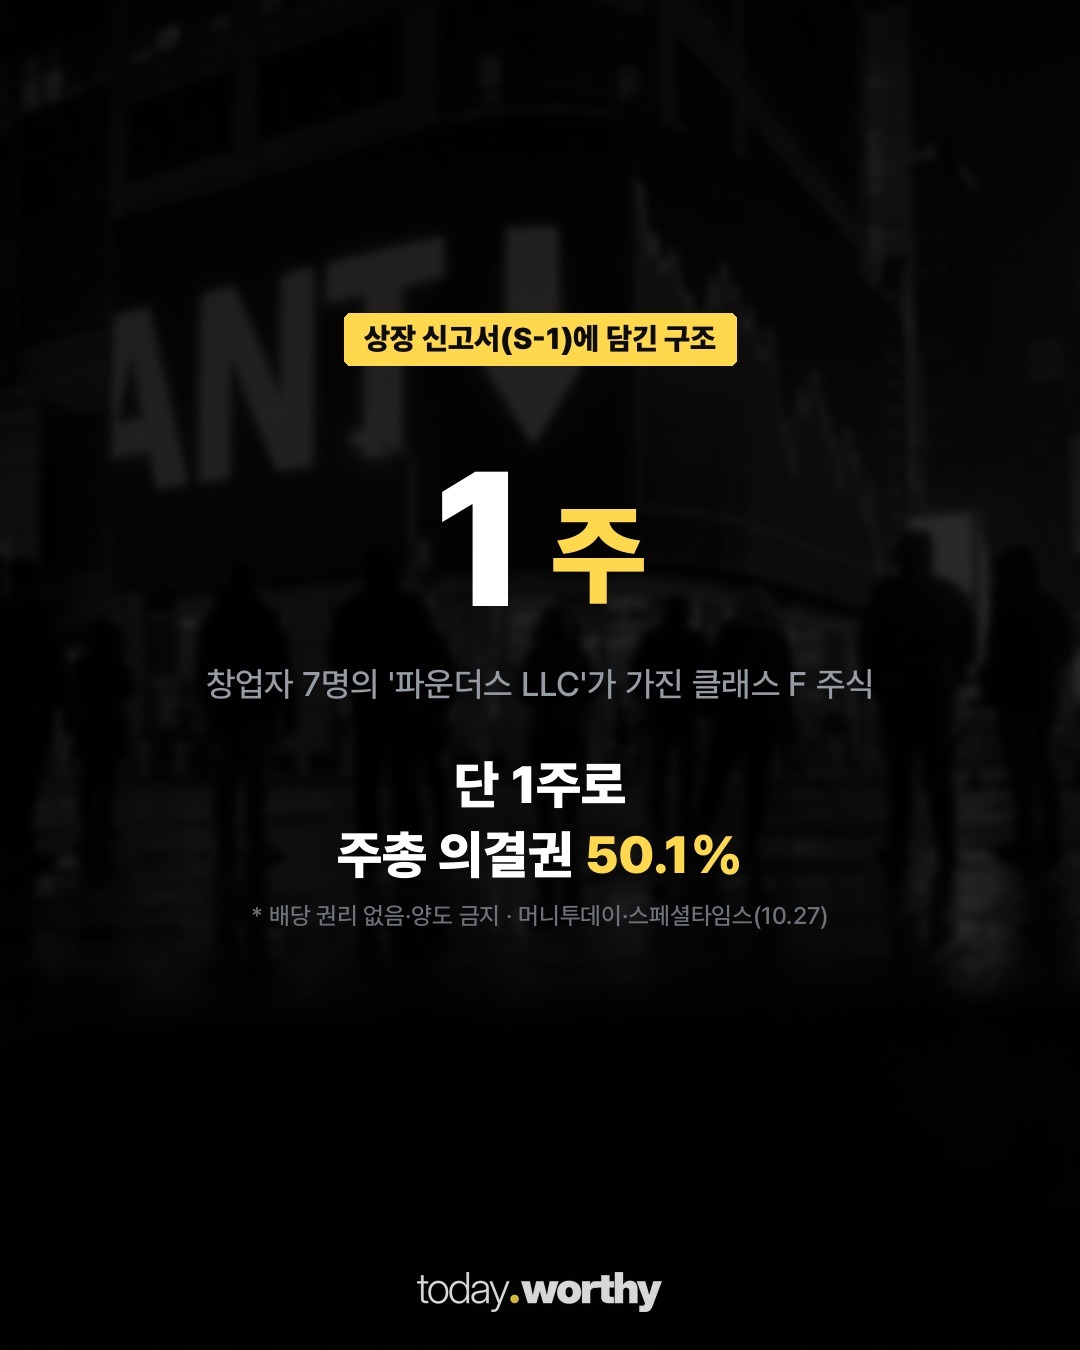 ANT
상장 신고서(S-1)에 담긴 구조
1 주
창업자 7명의 '파운더스 LLC'가 가진 클래스 F 주식
단 1주로
주총 의결권 50.1%
* 배당 권리 없음·양도 금지 · 머니투데이·스페셜타임스(10.27)
today.worthy